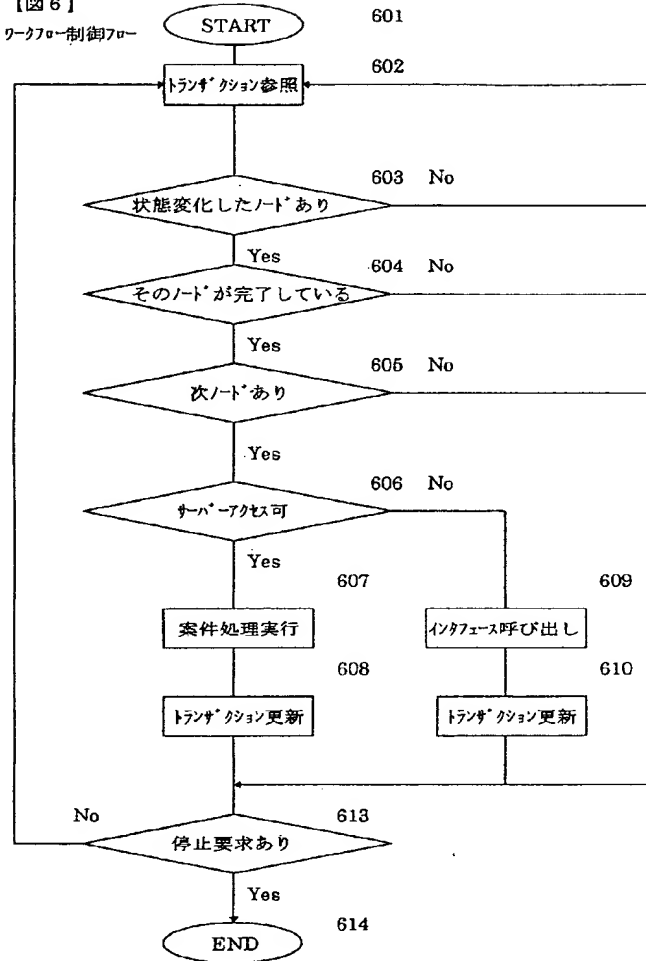 【図6】
ワークフロー制御フロー
START 601
トランザクション参照 602
603 No
状態変化したノードあり
Yes
604 No
そのノードが完了している
Yes
605 No
次ノードあり
Yes
606 No
サーバーアクセス可
Yes
607 609
案件処理実行 インタフェース呼び出し
608 610
トランザクション更新 トランザクション更新
No 613
停止要求あり
Yes
END 614